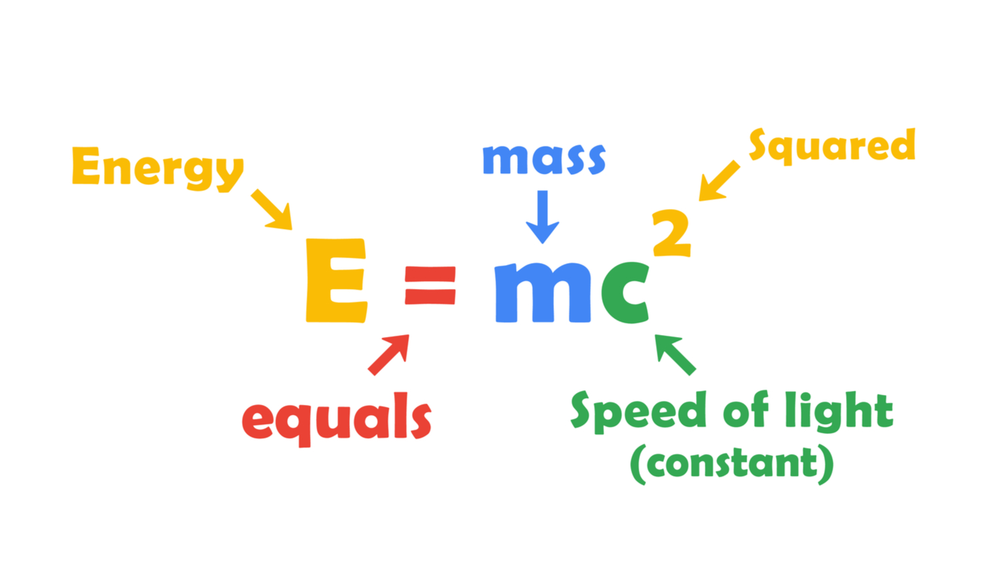 Energy
mass
Squared
E = mc²
equals
Speed of light
(constant)